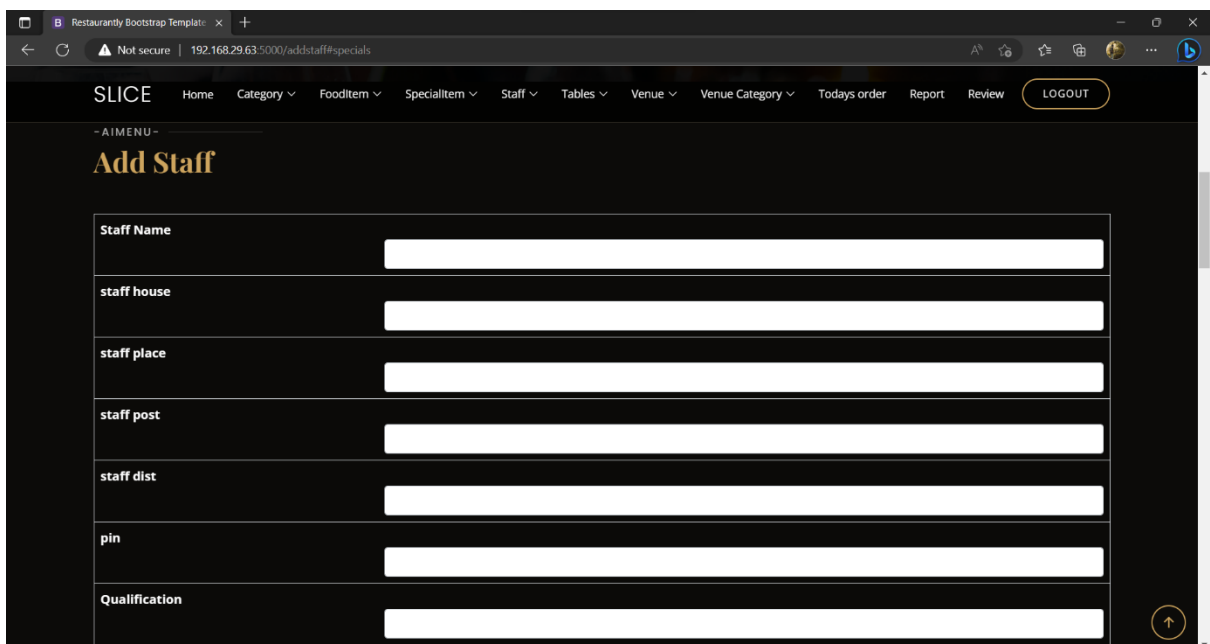 B Restaurantly Bootstrap Template
Not secure | 192.168.29.63:5000/addstaff#specials
SLICE Home Category FoodItem SpecialItem Staff Tables Venue Venue Category Todays order Report Review LOGOUT
-AIMENU-
Add Staff
Staff Name
staff house
staff place
staff post
staff dist
pin
Qualification